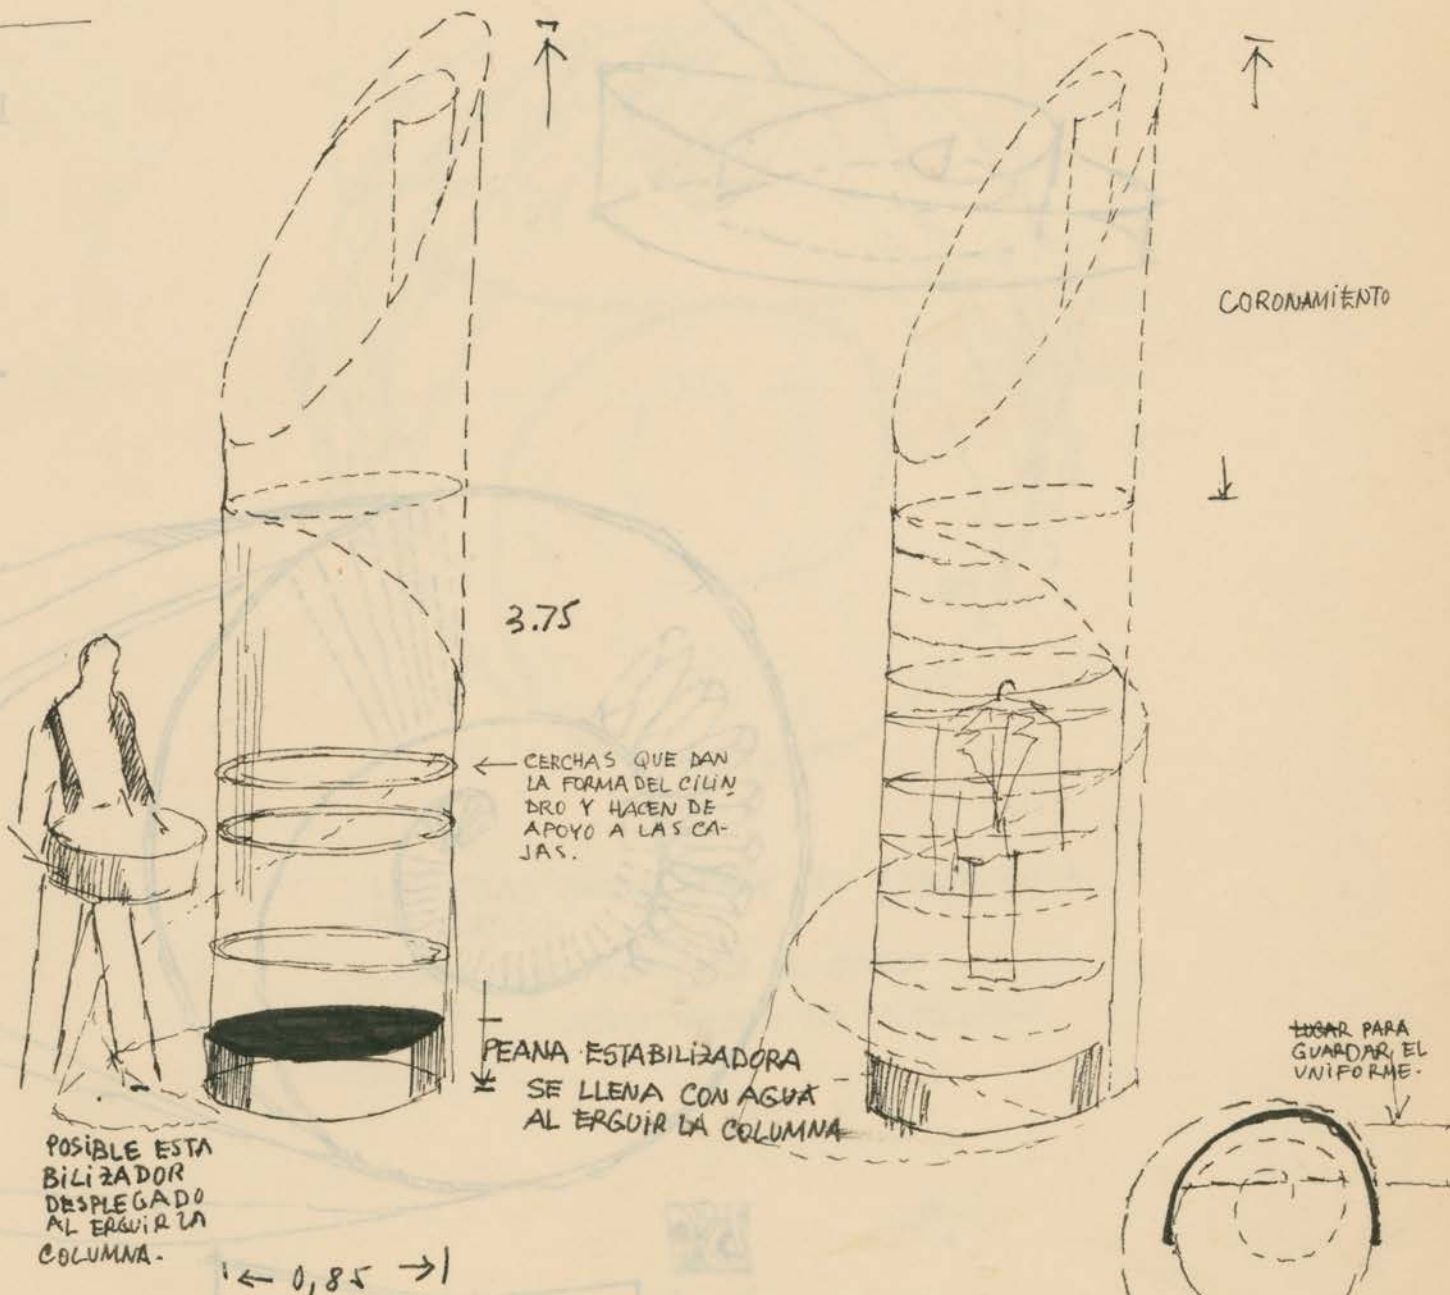 CORONAMIENTO
3.75
CERCHAS QUE DAN
LA FORMA DEL CILIN
DRO Y HACEN DE
APOYO A LAS CA-
JAS.
PEANA ESTABILIZADORA
SE LLENA CON AGUA
AL ERGUIR LA COLUMNA
LUGAR PARA
GUARDAR EL
UNIFORME.
POSIBLE ESTA
BILIZADOR
DESPLEGADO
AL ERGUIR LA
COLUMNA.
0,85